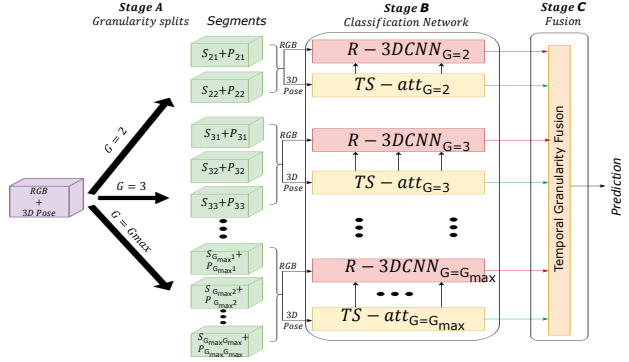 Stage A
Granularity splits
Segments
Stage B
Classification Network
Stage C
Fusion
RGB
+
3D Pose
G = 2
G = 3
G = Gmax
S21+P21
S22+P22
S31+P31
S32+P32
S33+P33
SGmax1+
PGmax1
SGmax2+
PGmax2
SGmaxGmax+
PGmaxGmax
RGB
3D
Pose
R − 3DCNNG=2
TS − attG=2
RGB
3D
Pose
R − 3DCNNG=3
TS − attG=3
RGB
3D
Pose
R − 3DCNNG=Gmax
TS − attG=Gmax
Temporal Granularity Fusion
Prediction